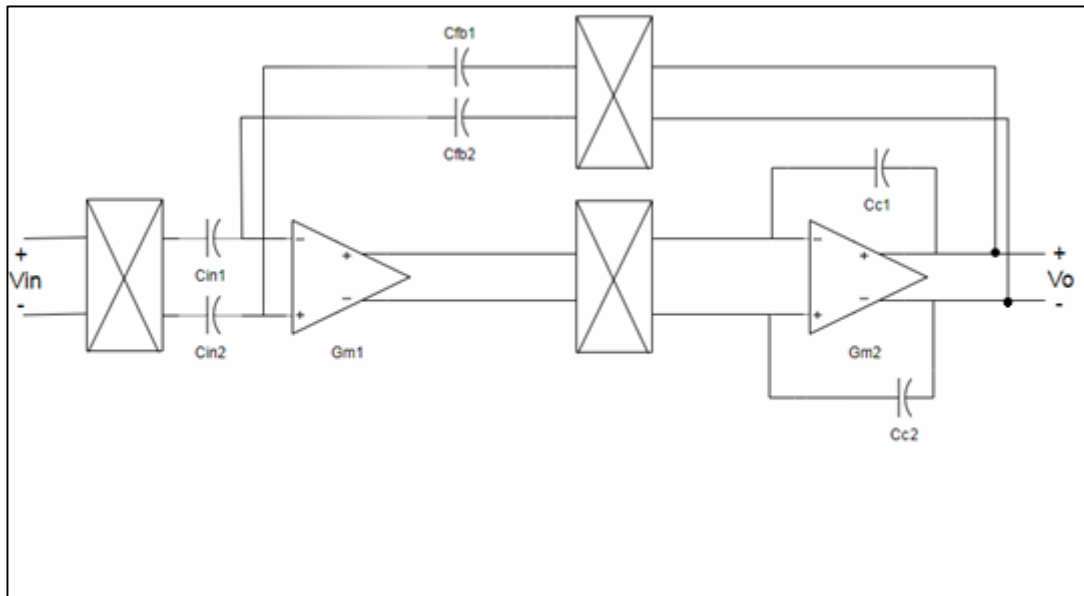 Cfb1
Cfb2
Cc1
+
Vin
-
Cin1
Cin2
−
+
+
−
Gm1
−
+
+
−
Gm2
+
Vo
-
Cc2